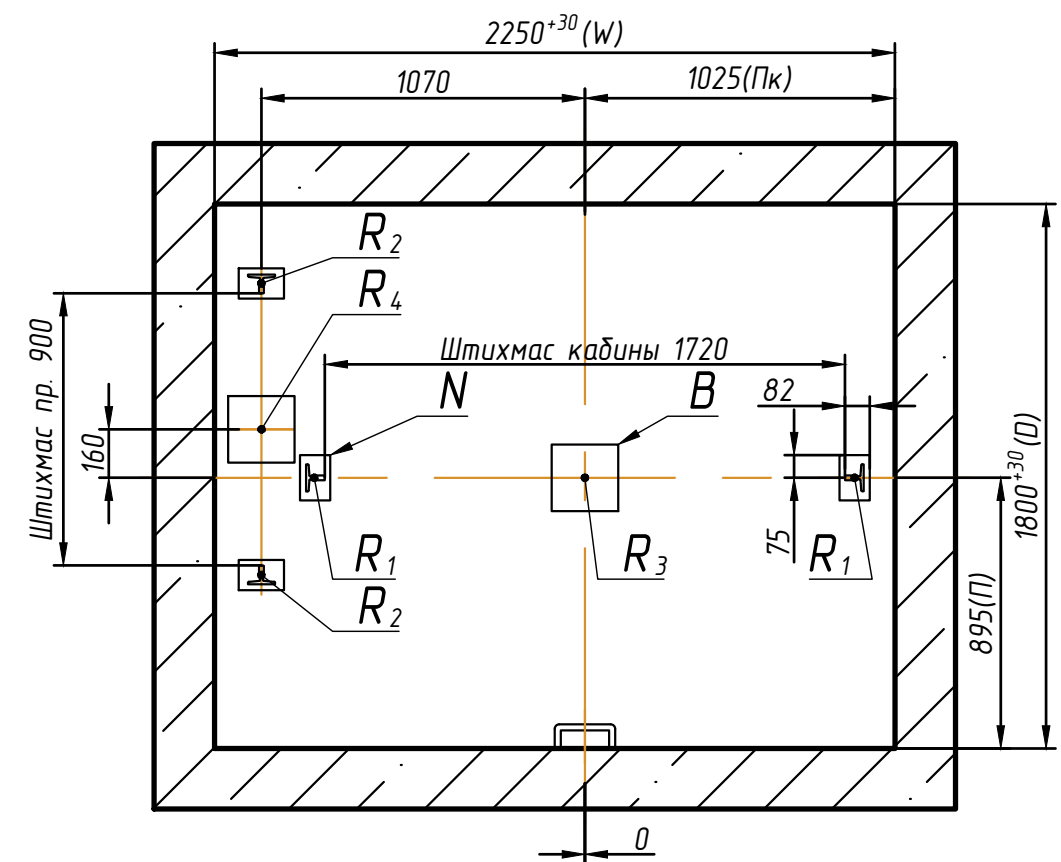 2250⁺³⁰(W)
1070
1025(Пк)
R₂
R₄
Штихмас кабины 1720
N
B
82
Штихмас пр. 900
160
75
1800⁺³⁰(D)
R₁
R₃
R₁
R₂
895(П)
0